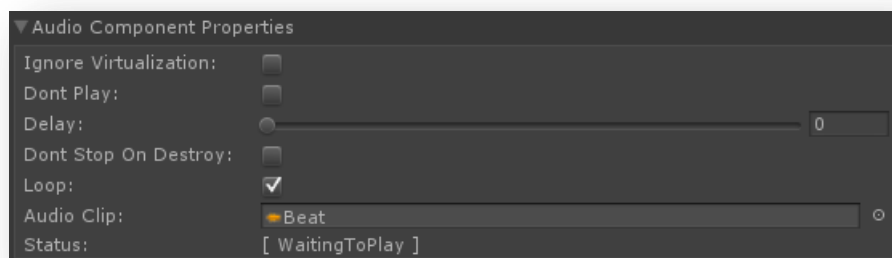 Audio Component Properties
Ignore Virtualization:
Dont Play:
Delay: 0
Dont Stop On Destroy:
Loop:
Audio Clip: Beat
Status: [ WaitingToPlay ]